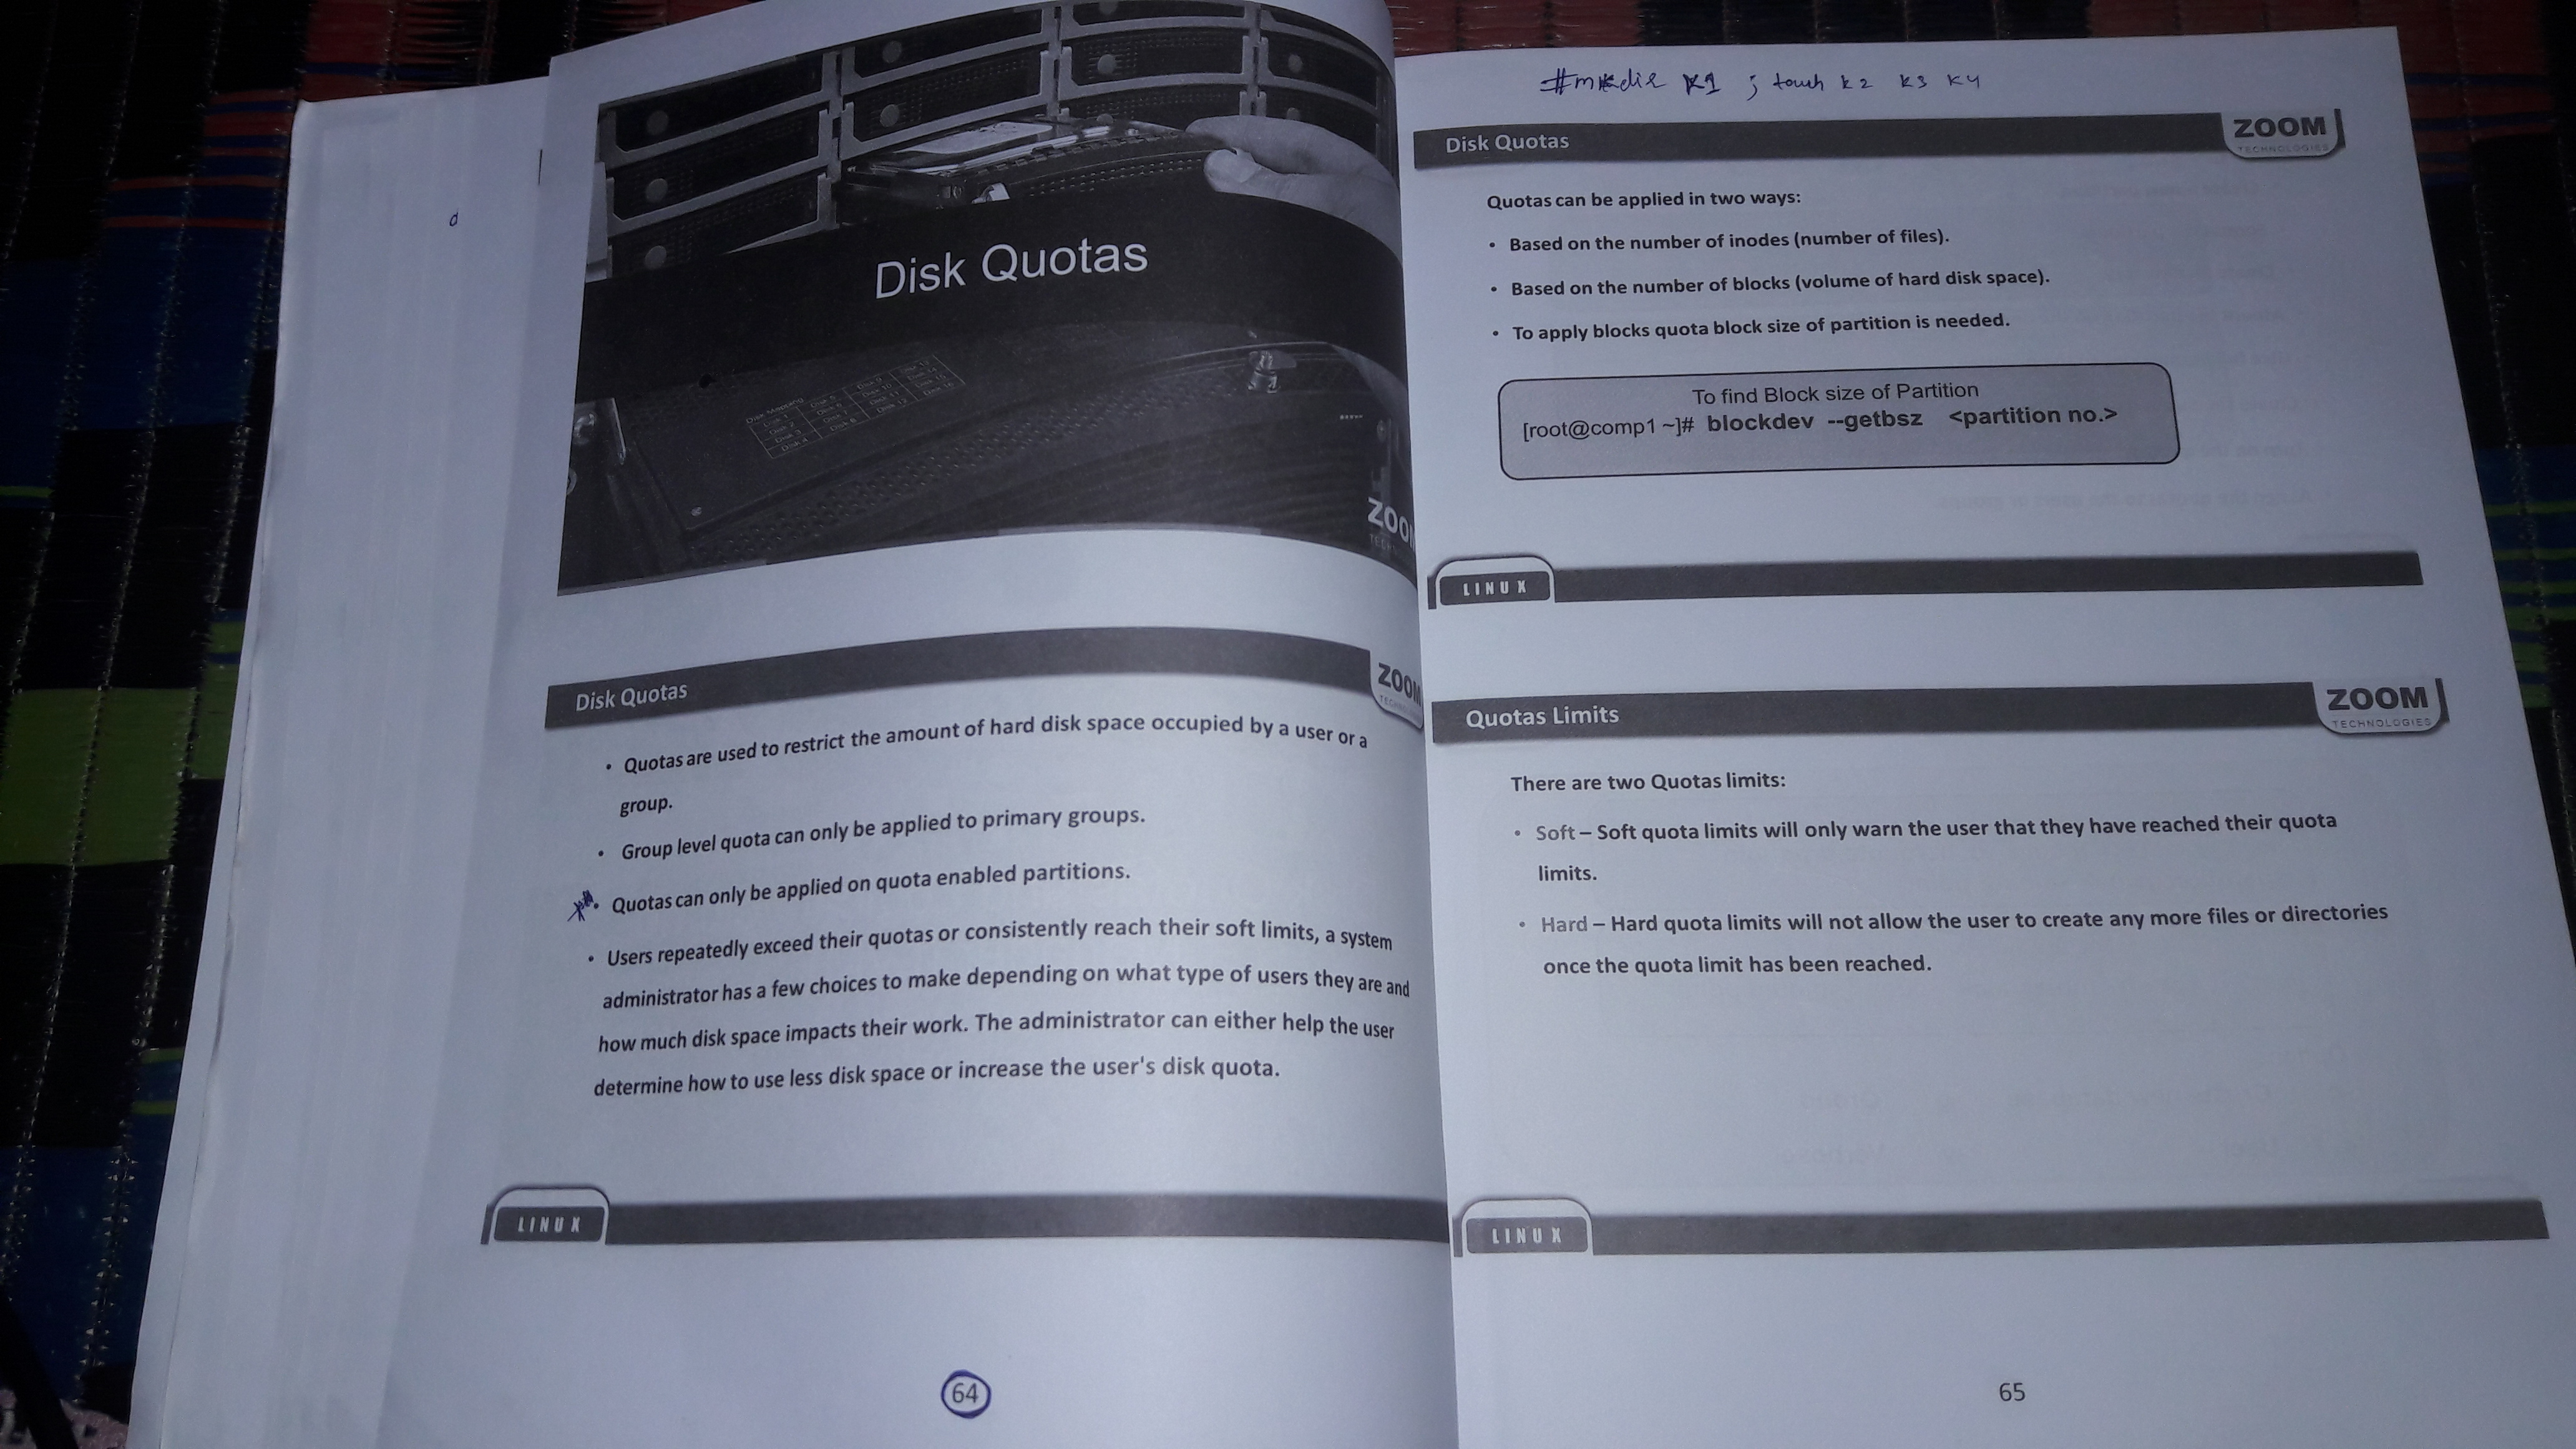 d
Disk Quotas
ZOO
Disk Quotas
ZOOM
• Quotas are used to restrict the amount of hard disk space occupied by a user or a
group.
• Group level quota can only be applied to primary groups.
• Quotas can only be applied on quota enabled partitions.
• Users repeatedly exceed their quotas or consistently reach their soft limits, a system
administrator has a few choices to make depending on what type of users they are and
how much disk space impacts their work. The administrator can either help the user
determine how to use less disk space or increase the user's disk quota.
LINUX
64
#mkdir k1 ; touch k2 k3 k4
Disk Quotas
ZOOM
TECHNOLOGIES
Quotas can be applied in two ways:
• Based on the number of inodes (number of files).
• Based on the number of blocks (volume of hard disk space).
• To apply blocks quota block size of partition is needed.
To find Block size of Partition
[root@comp1 ~]# blockdev --getbsz <partition no.>
LINUX
Quotas Limits
ZOOM
TECHNOLOGIES
There are two Quotas limits:
• Soft – Soft quota limits will only warn the user that they have reached their quota
limits.
• Hard – Hard quota limits will not allow the user to create any more files or directories
once the quota limit has been reached.
LINUX
65